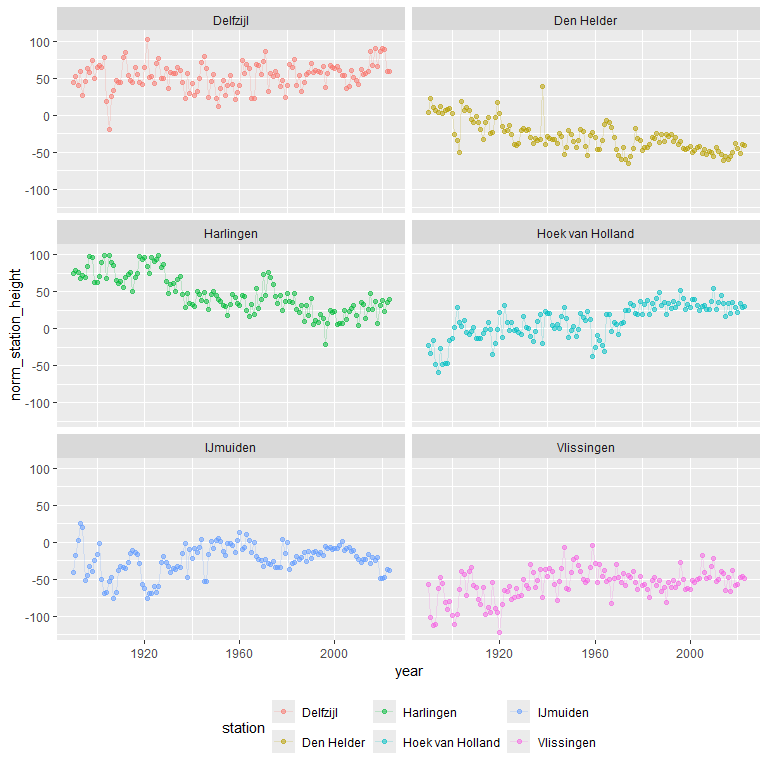 Delfzijl Den Helder
100
50
0
-50
-100
Harlingen Hoek van Holland
100
50
0
-50
-100
norm_station_height
IJmuiden Vlissingen
100
50
0
-50
-100
1920 1960 2000 1920 1960 2000
year
station Delfzijl Harlingen IJmuiden
Den Helder Hoek van Holland Vlissingen